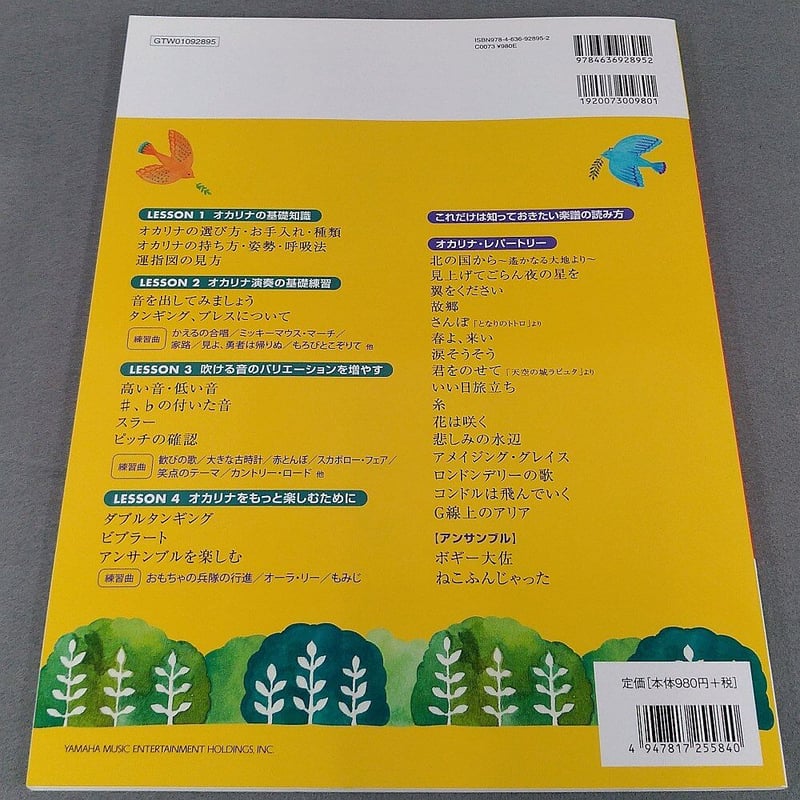 GTW01092895
ISBN978-4-636-92895-2
C0073 ¥980E
9784636928952
1920073009801
LESSON 1 オカリナの基礎知識
オカリナの選び方・お手入れ・種類
オカリナの持ち方・姿勢・呼吸法
運指図の見方
LESSON 2 オカリナ演奏の基礎練習
音を出してみましょう
タンギング、ブレスについて
練習曲
かえるの合唱／ミッキーマウス・マーチ／
家路／見よ、勇者は帰りぬ／もろびとこぞりて 他
LESSON 3 吹ける音のバリエーションを増やす
高い音・低い音
♯、♭の付いた音
スラー
ピッチの確認
練習曲
歓びの歌／大きな古時計／赤とんぼ／スカボロー・フェア／
笑点のテーマ／カントリー・ロード 他
LESSON 4 オカリナをもっと楽しむために
ダブルタンギング
ビブラート
アンサンブルを楽しむ
練習曲
おもちゃの兵隊の行進／オーラ・リー／もみじ
これだけは知っておきたい楽譜の読み方
オカリナ・レパートリー
北の国から〜遙かなる大地より〜
見上げてごらん夜の星を
翼をください
故郷
さんぽ「となりのトトロ」より
春よ、来い
涙そうそう
君をのせて「天空の城ラピュタ」より
いい日旅立ち
糸
花は咲く
悲しみの水辺
アメイジング・グレイス
ロンドンデリーの歌
コンドルは飛んでいく
G線上のアリア
【アンサンブル】
ボギー大佐
ねこふんじゃった
定価[本体980円+税]
4 947817 255840
YAMAHA MUSIC ENTERTAINMENT HOLDINGS, INC.